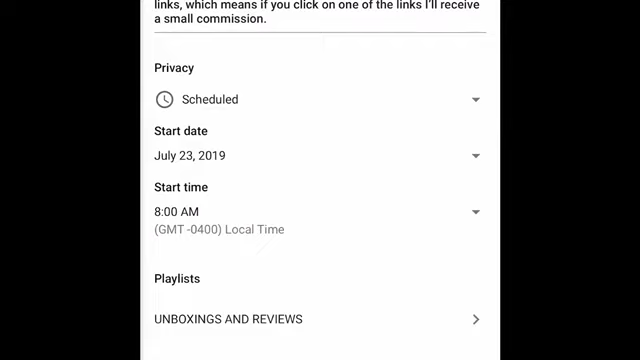 links, which means if you click on one of the links I'll receive
a small commission.
Privacy
Scheduled
Start date
July 23, 2019
Start time
8:00 AM
(GMT -0400) Local Time
Playlists
UNBOXINGS AND REVIEWS